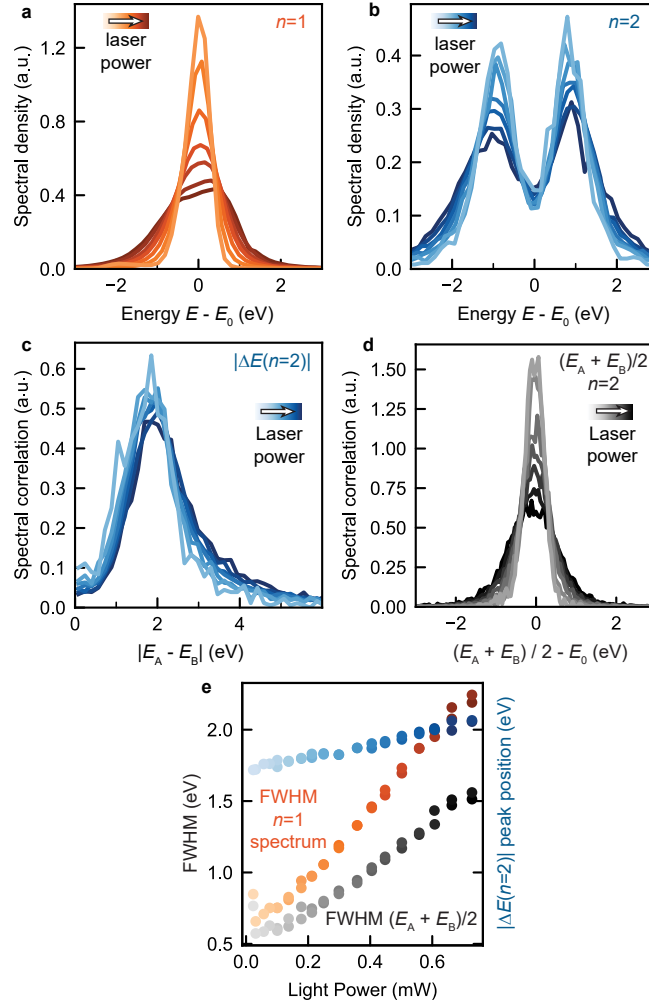 a
n=1
laser
power
1.2
0.8
0.4
0.0
Spectral density (a.u.)
−2
0
2
Energy E - E0 (eV)
b
n=2
laser
power
0.4
0.3
0.2
0.1
0.0
Spectral density (a.u.)
−2
0
2
Energy E - E0 (eV)
c
|ΔE(n=2)|
Laser
power
0.6
0.5
0.4
0.3
0.2
0.1
0.0
Spectral correlation (a.u.)
0
2
4
|EA − EB| (eV)
d
(EA + EB)/2
n=2
Laser
power
1.50
1.25
1.00
0.75
0.50
0.25
0.00
Spectral correlation (a.u.)
−2
0
2
(EA + EB) / 2 - E0 (eV)
e
2.0
1.5
1.0
0.5
FWHM (eV)
FWHM
n=1
spectrum
FWHM (EA + EB)/2
|ΔE(n=2)| peak position (eV)
0.0
0.2
0.4
0.6
Light Power (mW)